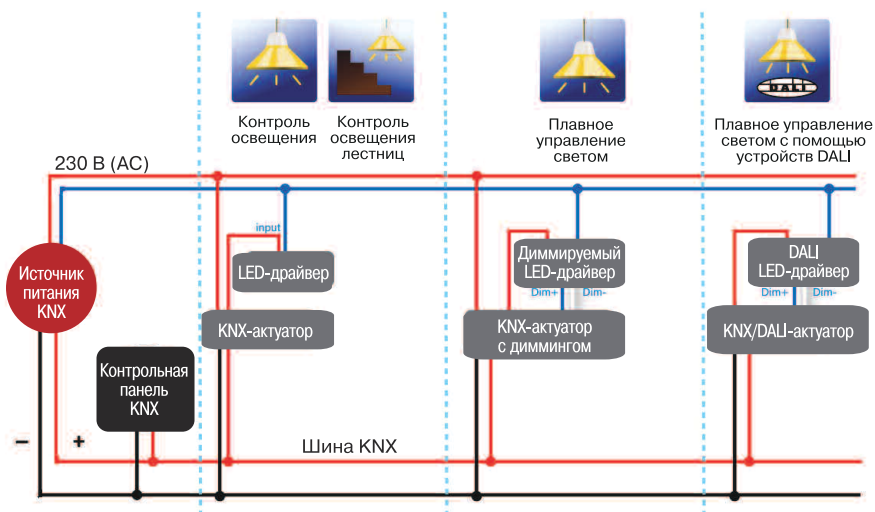 DALI
Контроль
освещения
Контроль
освещения
лестниц
Плавное
управление
светом
Плавное управление
светом с помощью
устройств DALI
230 В (AC)
input
Источник
питания
KNX
LED-драйвер
Диммируемый
LED-драйвер
Dim+ Dim-
DALI
LED-драйвер
Dim+ Dim-
KNX-актуатор
KNX-актуатор
с диммингом
KNX/DALI-актуатор
Контрольная
панель
KNX
– +
Шина KNX